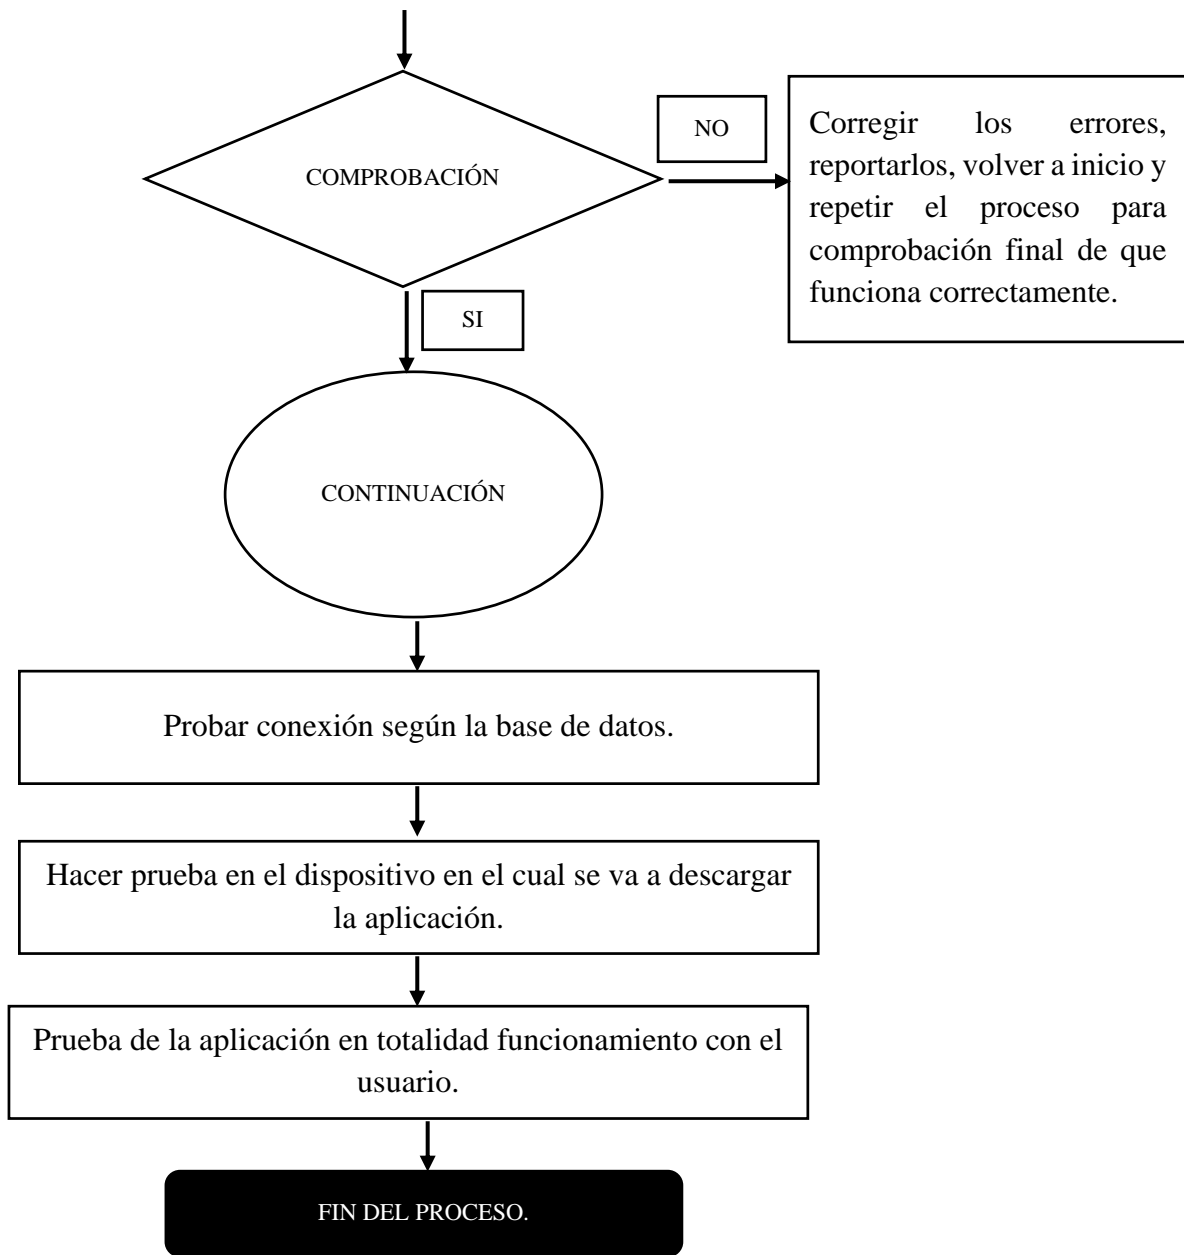 NO
Corregir los errores,
reportarlos, volver a inicio y
repetir el proceso para
comprobación final de que
funciona correctamente.
COMPROBACIÓN
SI
CONTINUACIÓN
Probar conexión según la base de datos.
Hacer prueba en el dispositivo en el cual se va a descargar
la aplicación.
Prueba de la aplicación en totalidad funcionamiento con el
usuario.
FIN DEL PROCESO.